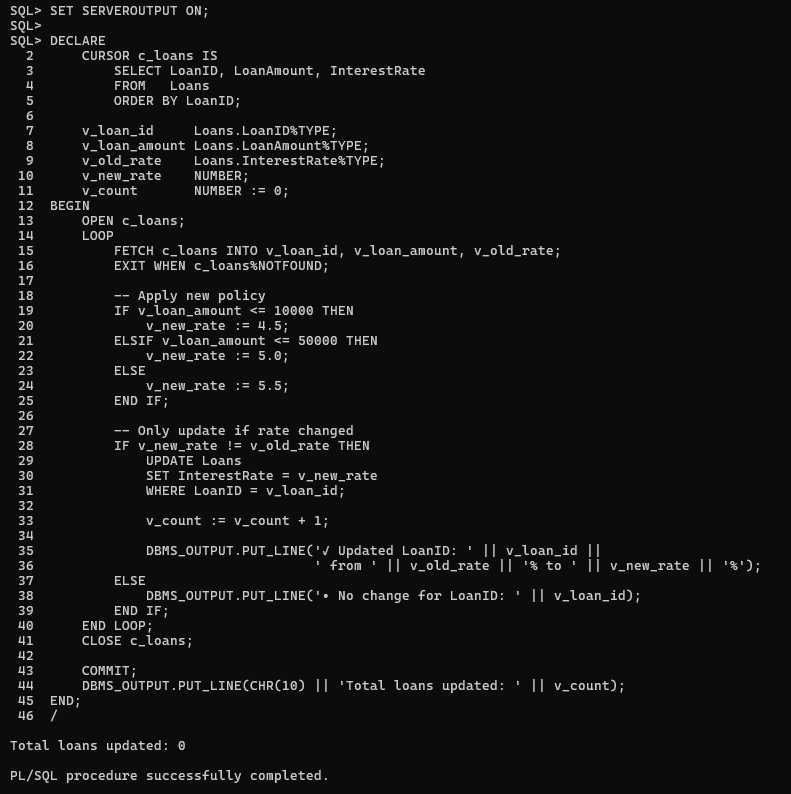 SQL> SET SERVEROUTPUT ON;
SQL>
SQL> DECLARE
  2      CURSOR c_loans IS
  3          SELECT LoanID, LoanAmount, InterestRate
  4          FROM   Loans
  5          ORDER BY LoanID;
  6
  7      v_loan_id     Loans.LoanID%TYPE;
  8      v_loan_amount Loans.LoanAmount%TYPE;
  9      v_old_rate    Loans.InterestRate%TYPE;
 10      v_new_rate    NUMBER;
 11      v_count       NUMBER := 0;
 12  BEGIN
 13      OPEN c_loans;
 14      LOOP
 15          FETCH c_loans INTO v_loan_id, v_loan_amount, v_old_rate;
 16          EXIT WHEN c_loans%NOTFOUND;
 17
 18          -- Apply new policy
 19          IF v_loan_amount <= 10000 THEN
 20              v_new_rate := 4.5;
 21          ELSIF v_loan_amount <= 50000 THEN
 22              v_new_rate := 5.0;
 23          ELSE
 24              v_new_rate := 5.5;
 25          END IF;
 26
 27          -- Only update if rate changed
 28          IF v_new_rate != v_old_rate THEN
 29              UPDATE Loans
 30              SET InterestRate = v_new_rate
 31              WHERE LoanID = v_loan_id;
 32
 33              v_count := v_count + 1;
 34
 35              DBMS_OUTPUT.PUT_LINE('√ Updated LoanID: ' || v_loan_id ||
 36                                   ' from ' || v_old_rate || '% to ' || v_new_rate || '%');
 37          ELSE
 38              DBMS_OUTPUT.PUT_LINE('• No change for LoanID: ' || v_loan_id);
 39          END IF;
 40      END LOOP;
 41      CLOSE c_loans;
 42
 43      COMMIT;
 44      DBMS_OUTPUT.PUT_LINE(CHR(10) || 'Total loans updated: ' || v_count);
 45  END;
 46  /
Total loans updated: 0
PL/SQL procedure successfully completed.